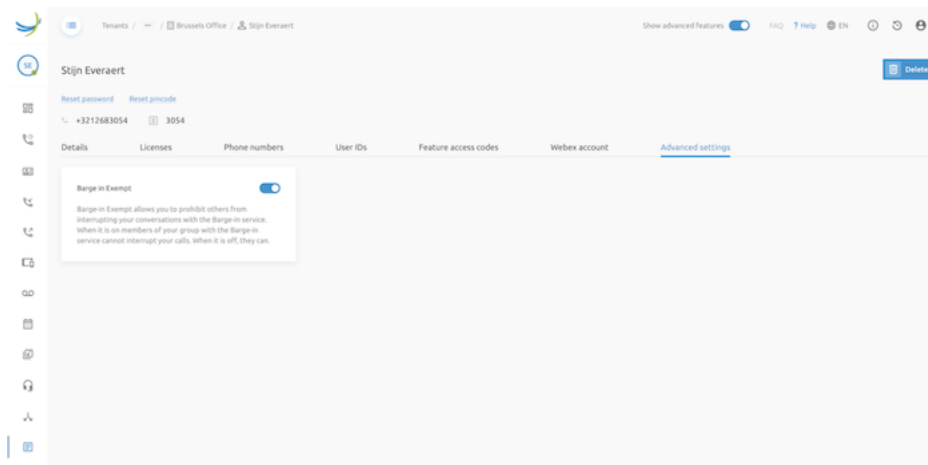 Tenants / — / Brussels Office / Stijn Everaert
Show advanced features
FAQ
? Help
EN
SE
Stijn Everaert
Delete
Reset password
Reset pincode
+3212683054
3054
Details
Licenses
Phone numbers
User IDs
Feature access codes
Webex account
Advanced settings
Barge in Exempt
Barge-in Exempt allows you to prohibit others from
interrupting your conversations with the Barge-in service.
When it is on members of your group with the Barge-in
service cannot interrupt your calls. When it is off, they can.